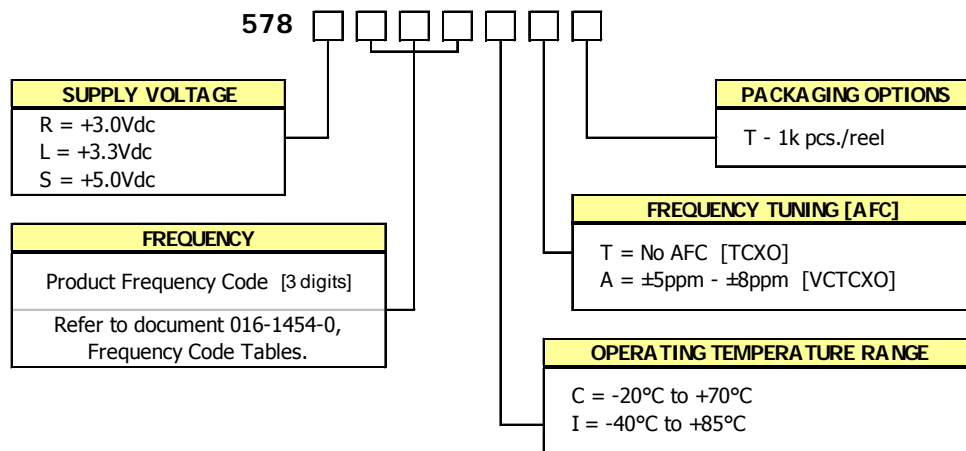 578
SUPPLY VOLTAGE
R = +3.0Vdc
L = +3.3Vdc
S = +5.0Vdc
PACKAGING OPTIONS
T - 1k pcs./reel
FREQUENCY TUNING [AFC]
T = No AFC [TCXO]
A = ±5ppm - ±8ppm [VCTCXO]
FREQUENCY
Product Frequency Code [3 digits]
Refer to document 016-1454-0,
Frequency Code Tables.
OPERATING TEMPERATURE RANGE
C = -20°C to +70°C
I = -40°C to +85°C